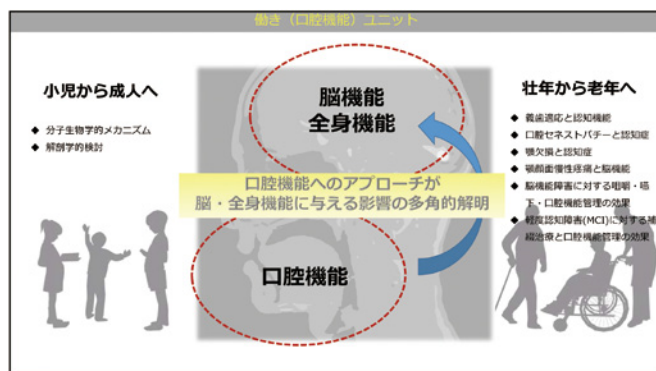 働き（口腔機能）ユニット
小児から成人へ
◆ 分子生物学的メカニズム
◆ 解剖学的検討
脳機能
全身機能
口腔機能へのアプローチが
脳・全身機能に与える影響の多角的解明
口腔機能
壮年から老年へ
◆ 義歯適応と認知機能
◆ 口腔セネストパチーと認知症
◆ 顎欠損と認知症
◆ 顎顔面慢性疼痛と脳機能
◆ 脳機能障害に対する咀嚼・嚥
下・口腔機能管理の効果
◆ 軽度認知障害(MCI)に対する補
綴治療と口腔機能管理の効果